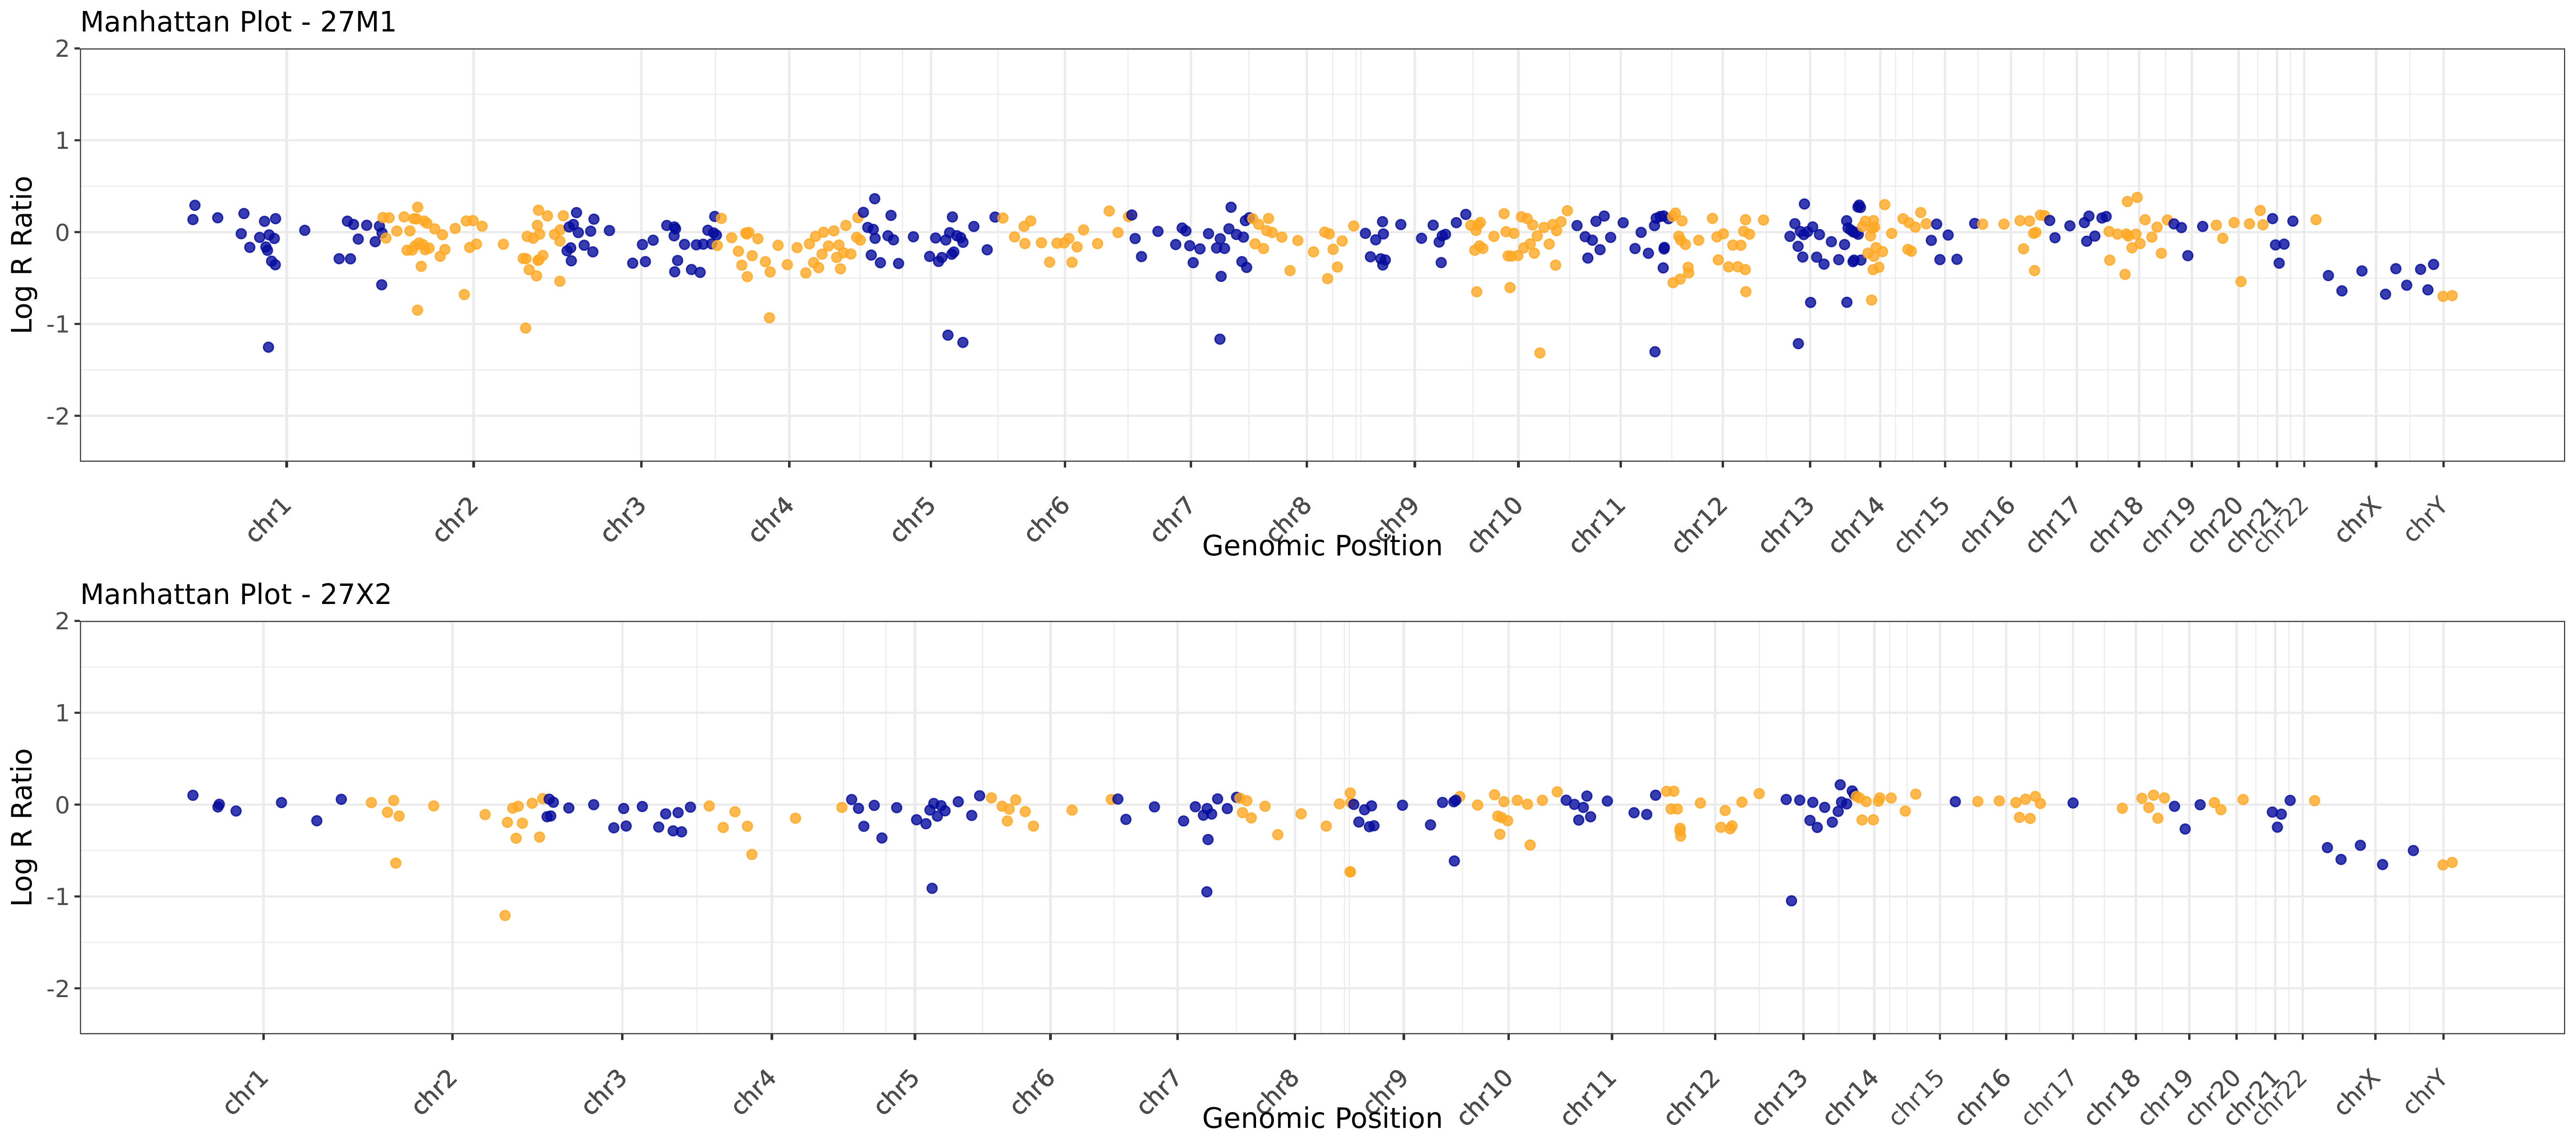 Manhattan Plot - 27M1
Log R Ratio
2
1
0
-1
-2
chr1 chr2 chr3 chr4 chr5 chr6 chr7 chr8 chr9 chr10 chr11 chr12 chr13 chr14 chr15 chr16 chr17 chr18 chr19 chr20 chr21 chr22 chrX chrY
Genomic Position
Manhattan Plot - 27X2
Log R Ratio
2
1
0
-1
-2
chr1 chr2 chr3 chr4 chr5 chr6 chr7 chr8 chr9 chr10 chr11 chr12 chr13 chr14 chr15 chr16 chr17 chr18 chr19 chr20 chr21 chr22 chrX chrY
Genomic Position